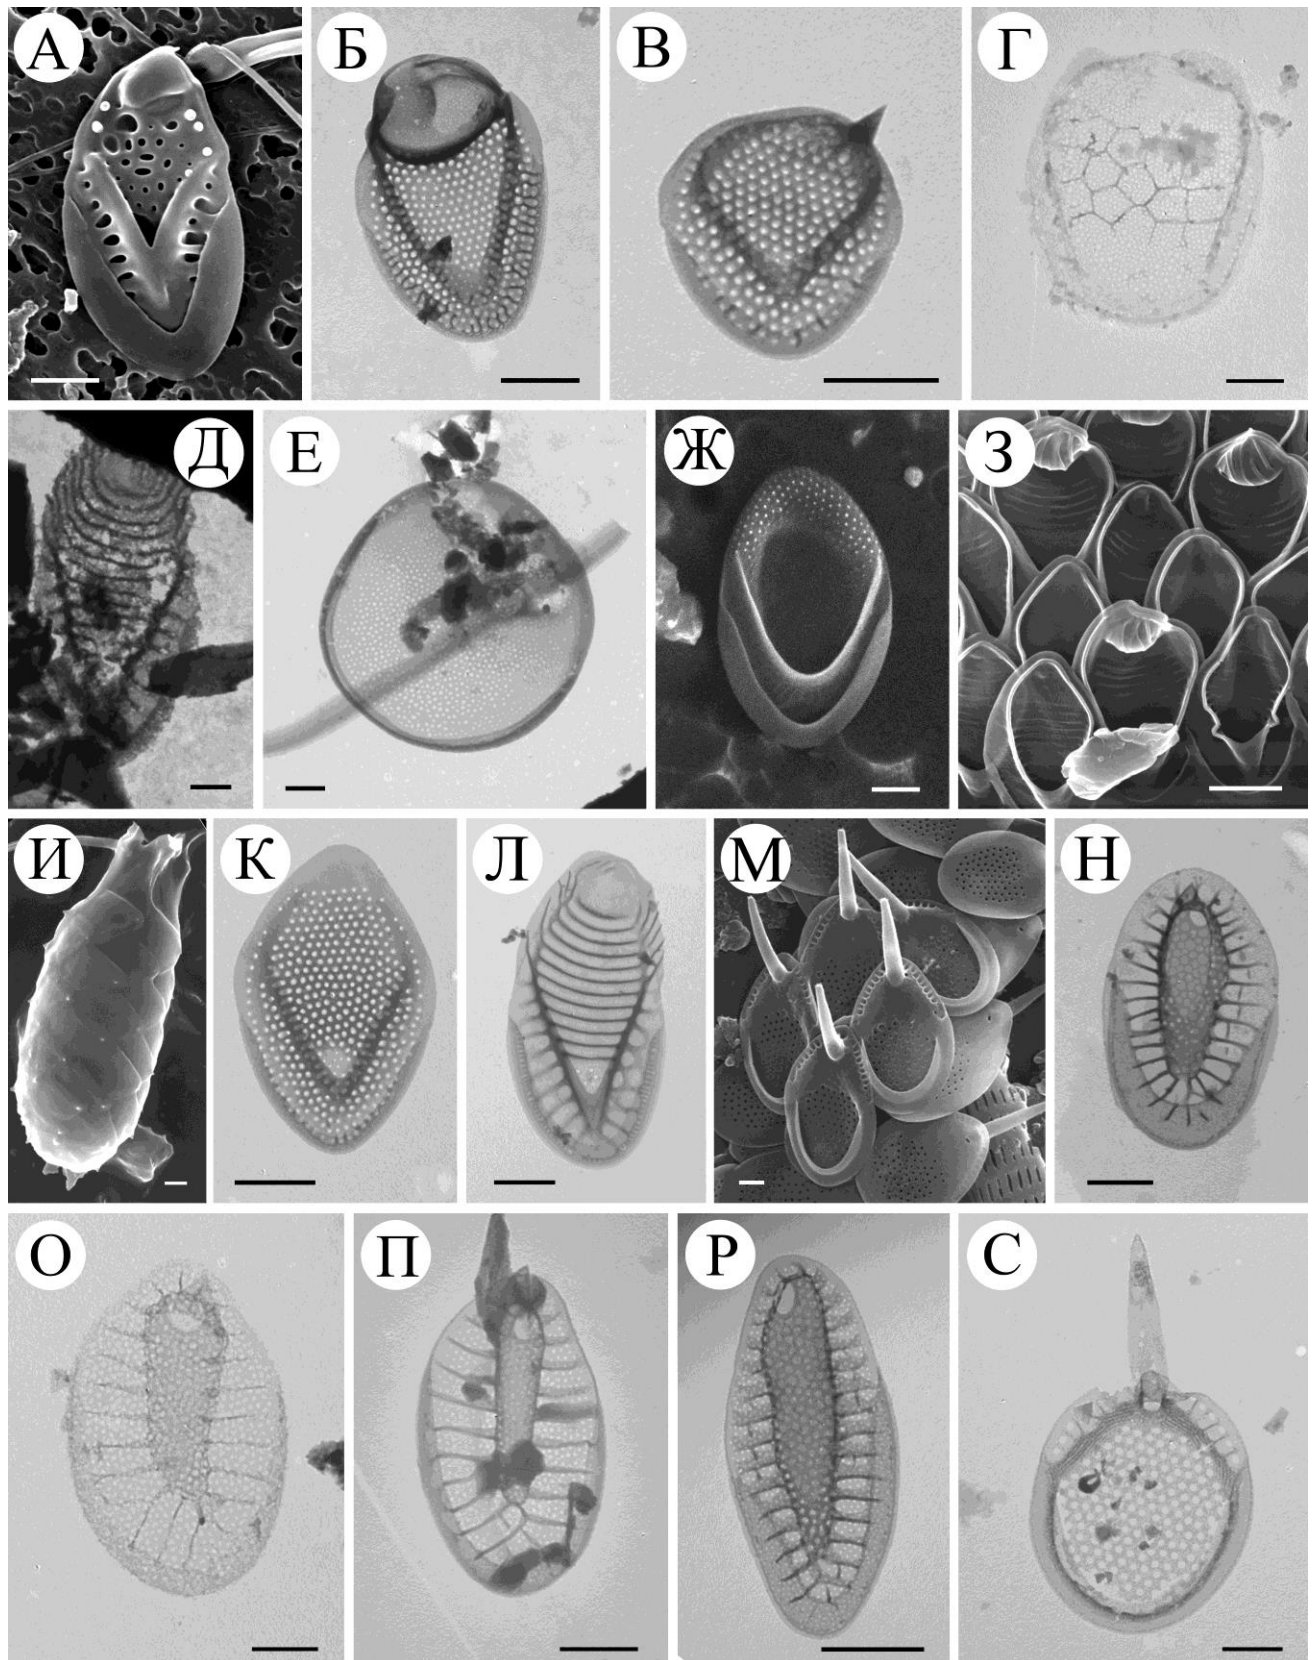 А
Б
В
Г
Д
Е
Ж
З
И
К
Л
М
Н
О
П
Р
С